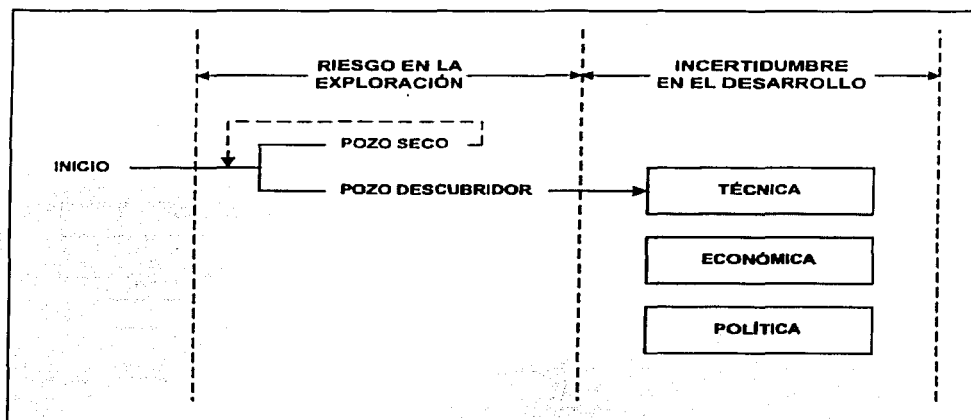 RIESGO EN LA
EXPLORACIÓN
INCERTIDUMBRE
EN EL DESARROLLO
POZO SECO
INICIO
POZO DESCUBRIDOR
TÉCNICA
ECONÓMICA
POLÍTICA